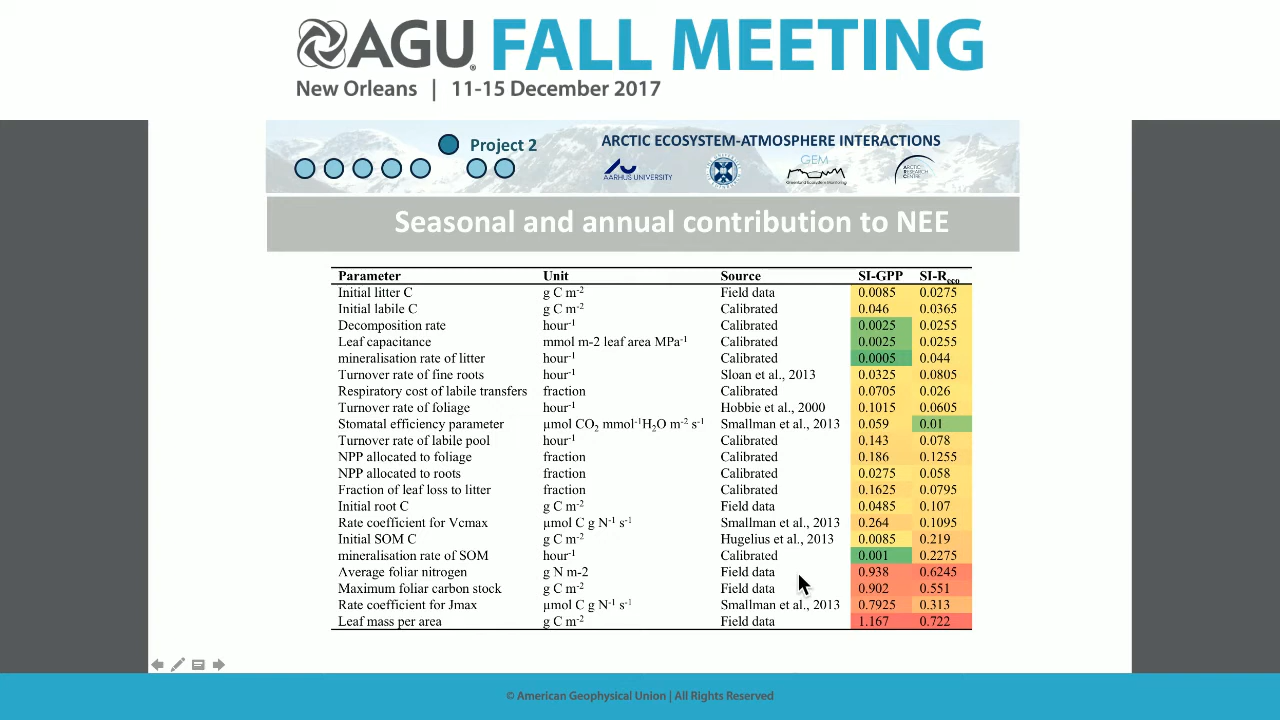 AGU FALL MEETING
New Orleans | 11-15 December 2017
Project 2
ARCTIC ECOSYSTEM-ATMOSPHERE INTERACTIONS
AARHUS UNIVERSITY
GEM
Greenland Ecosystem Monitoring
ARCTIC
RESEARCH
CENTRE
Seasonal and annual contribution to NEE
Parameter Unit Source SI-GPP SI-Reco
Initial litter C g C m-2 Field data 0.0085 0.0275
Initial labile C g C m-2 Calibrated 0.046 0.0365
Decomposition rate hour-1 Calibrated 0.0025 0.0255
Leaf capacitance mmol m-2 leaf area MPa-1 Calibrated 0.0025 0.0255
mineralisation rate of litter hour-1 Calibrated 0.0005 0.044
Turnover rate of fine roots hour-1 Sloan et al., 2013 0.0325 0.0805
Respiratory cost of labile transfers fraction Calibrated 0.0705 0.026
Turnover rate of foliage hour-1 Hobbie et al., 2000 0.1015 0.0605
Stomatal efficiency parameter µmol CO2 mmol-1H2O m-2 s-1 Smallman et al., 2013 0.059 0.01
Turnover rate of labile pool hour-1 Calibrated 0.143 0.078
NPP allocated to foliage fraction Calibrated 0.186 0.1255
NPP allocated to roots fraction Calibrated 0.0275 0.058
Fraction of leaf loss to litter fraction Calibrated 0.1625 0.0795
Initial root C g C m-2 Field data 0.0485 0.107
Rate coefficient for Vcmax µmol C g N-1 s-1 Smallman et al., 2013 0.264 0.1095
Initial SOM C g C m-2 Hugelius et al., 2013 0.0085 0.219
mineralisation rate of SOM hour-1 Calibrated 0.001 0.2275
Average foliar nitrogen g N m-2 Field data 0.938 0.6245
Maximum foliar carbon stock g C m-2 Field data 0.902 0.551
Rate coefficient for Jmax µmol C g N-1 s-1 Smallman et al., 2013 0.7925 0.313
Leaf mass per area g C m-2 Field data 1.167 0.722
© American Geophysical Union | All Rights Reserved